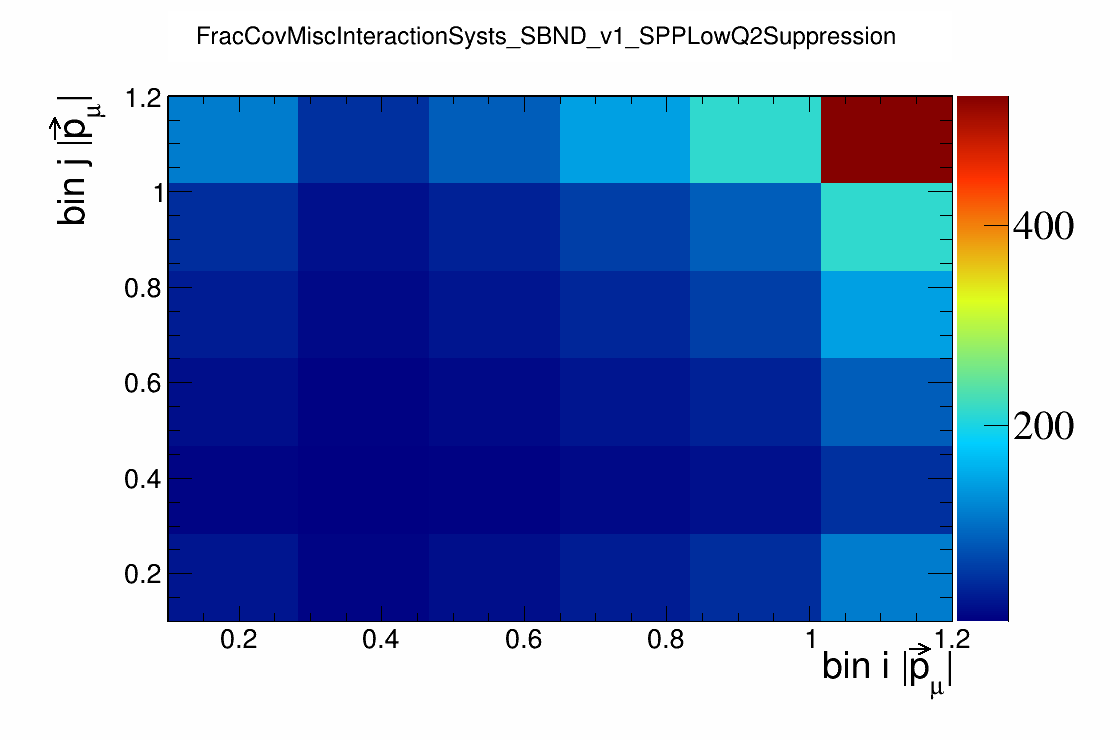 FracCovMiscInteractionSysts_SBND_v1_SPPLowQ2Suppression
bin j |p⃗μ|
1.2
1
0.8
0.6
0.4
0.2
400
200
0.2 0.4 0.6 0.8 1 1.2
bin i |p⃗μ|